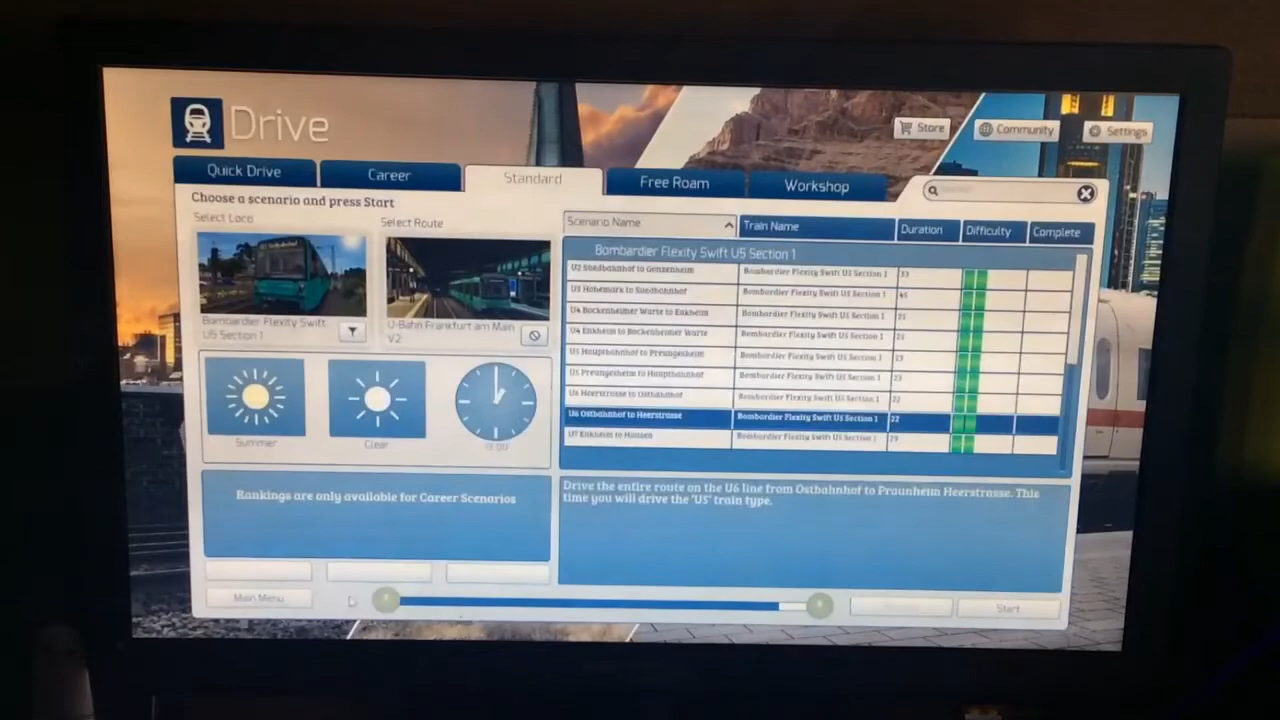 Drive
Store
Community
Settings
Quick Drive
Career
Standard
Free Roam
Workshop
Choose a scenario and press Start
Select Loco
Select Route
Bombardier Flexity Swift
U5 Section 1
U-Bahn Frankfurt am Main
V2
Summer
Clear
Scenario Name
Train Name
Duration
Difficulty
Complete
Bombardier Flexity Swift U5 Section 1
U2 Suedbahnhof to Gonzenheim Bombardier Flexity Swift U5 Section 1 33
U3 Hohemark to Suedbahnhof Bombardier Flexity Swift U5 Section 1
U4 Bockenheimer Warte to Enkheim Bombardier Flexity Swift U5 Section 1
U4 Enkheim to Bockenheimer Warte Bombardier Flexity Swift U5 Section 1
U5 Hauptbahnhof to Preungesheim Bombardier Flexity Swift U5 Section 1 23
U5 Preungesheim to Hauptbahnhof Bombardier Flexity Swift U5 Section 1 23
U6 Heerstrasse to Ostbahnhof Bombardier Flexity Swift U5 Section 1 22
U6 Ostbahnhof to Heerstrasse Bombardier Flexity Swift U5 Section 1 22
U7 Enkheim to Hausen Bombardier Flexity Swift U5 Section 1 29
Rankings are only available for Career Scenarios
Drive the entire route on the U6 line from Ostbahnhof to Praunheim Heerstrasse. This
time you will drive the 'U5' train type.
Main Menu
Start